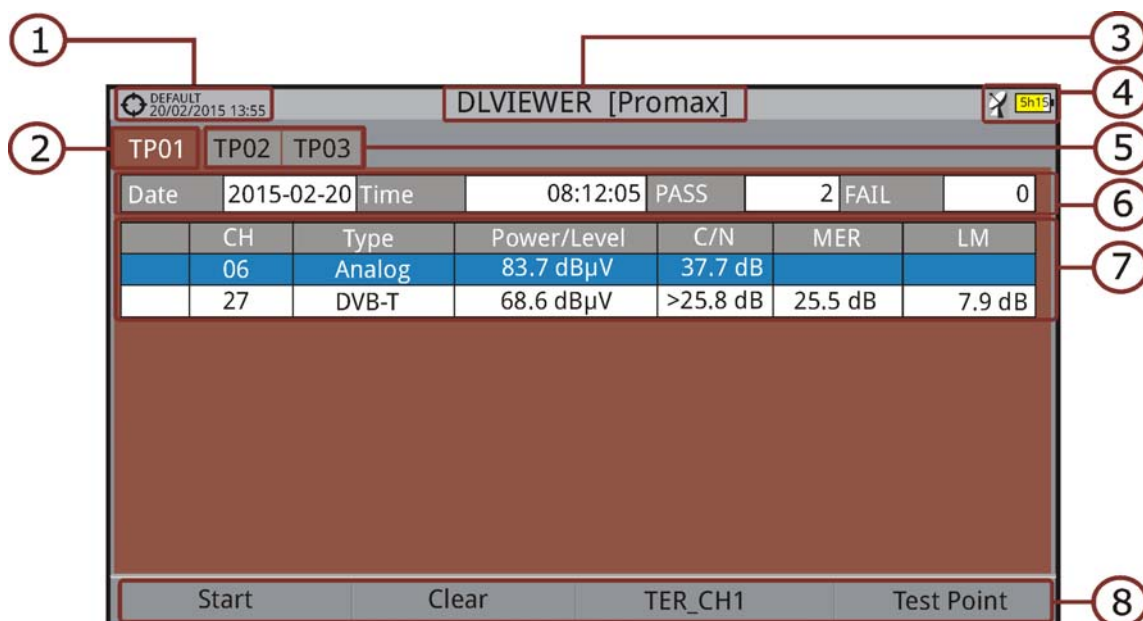 1
3
DEFAULT
20/02/2015 13:55
DLVIEWER [Promax]
5h15
4
2
TP01 TP02 TP03
5
Date 2015-02-20 Time 08:12:05 PASS 2 FAIL 0
6
CH Type Power/Level C/N MER LM
06 Analog 83.7 dBµV 37.7 dB
7
27 DVB-T 68.6 dBµV >25.8 dB 25.5 dB 7.9 dB
Start Clear TER_CH1 Test Point
8